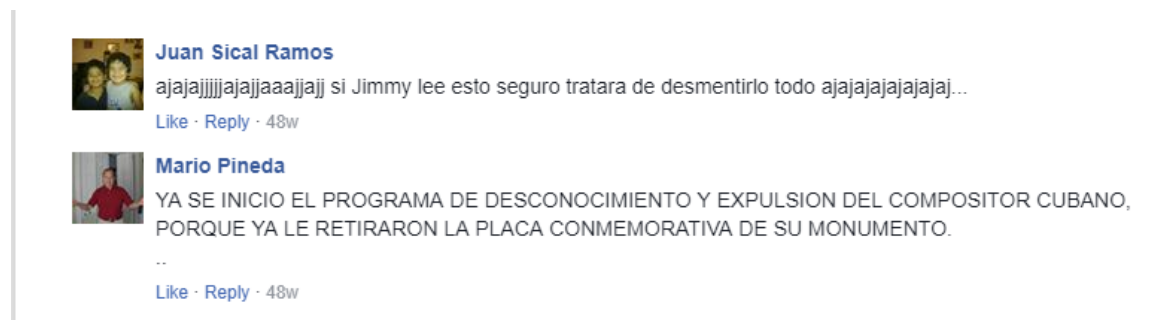 Juan Sical Ramos
ajajajjjjjajajjaaajjajj si Jimmy lee esto seguro tratara de desmentirlo todo ajajajajajajajaj...
Like · Reply · 48w
Mario Pineda
YA SE INICIO EL PROGRAMA DE DESCONOCIMIENTO Y EXPULSION DEL COMPOSITOR CUBANO,
PORQUE YA LE RETIRARON LA PLACA CONMEMORATIVA DE SU MONUMENTO.
..
Like · Reply · 48w